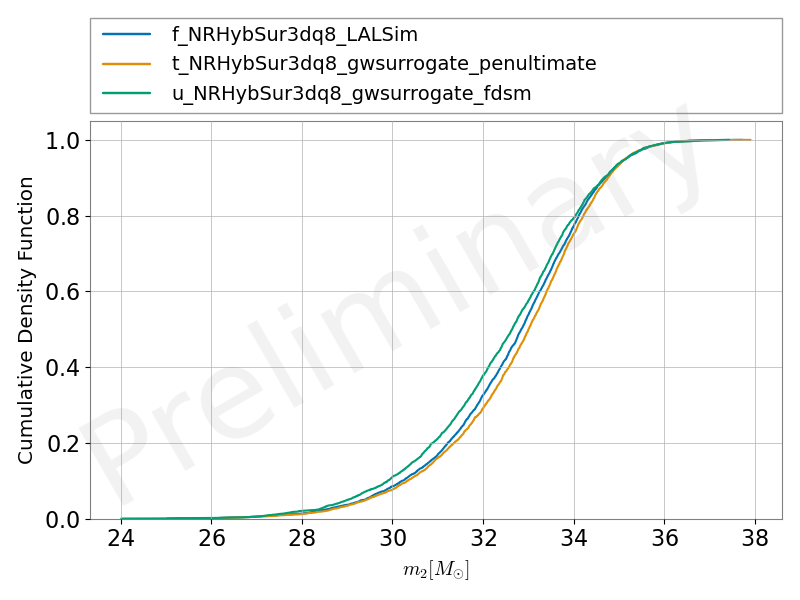 f_NRHybSur3dq8_LALSim
t_NRHybSur3dq8_gwsurrogate_penultimate
u_NRHybSur3dq8_gwsurrogate_fdsm
Preliminary
Cumulative Density Function
1.0
0.8
0.6
0.4
0.2
0.0
24 26 28 30 32 34 36 38
m₂[M☉]